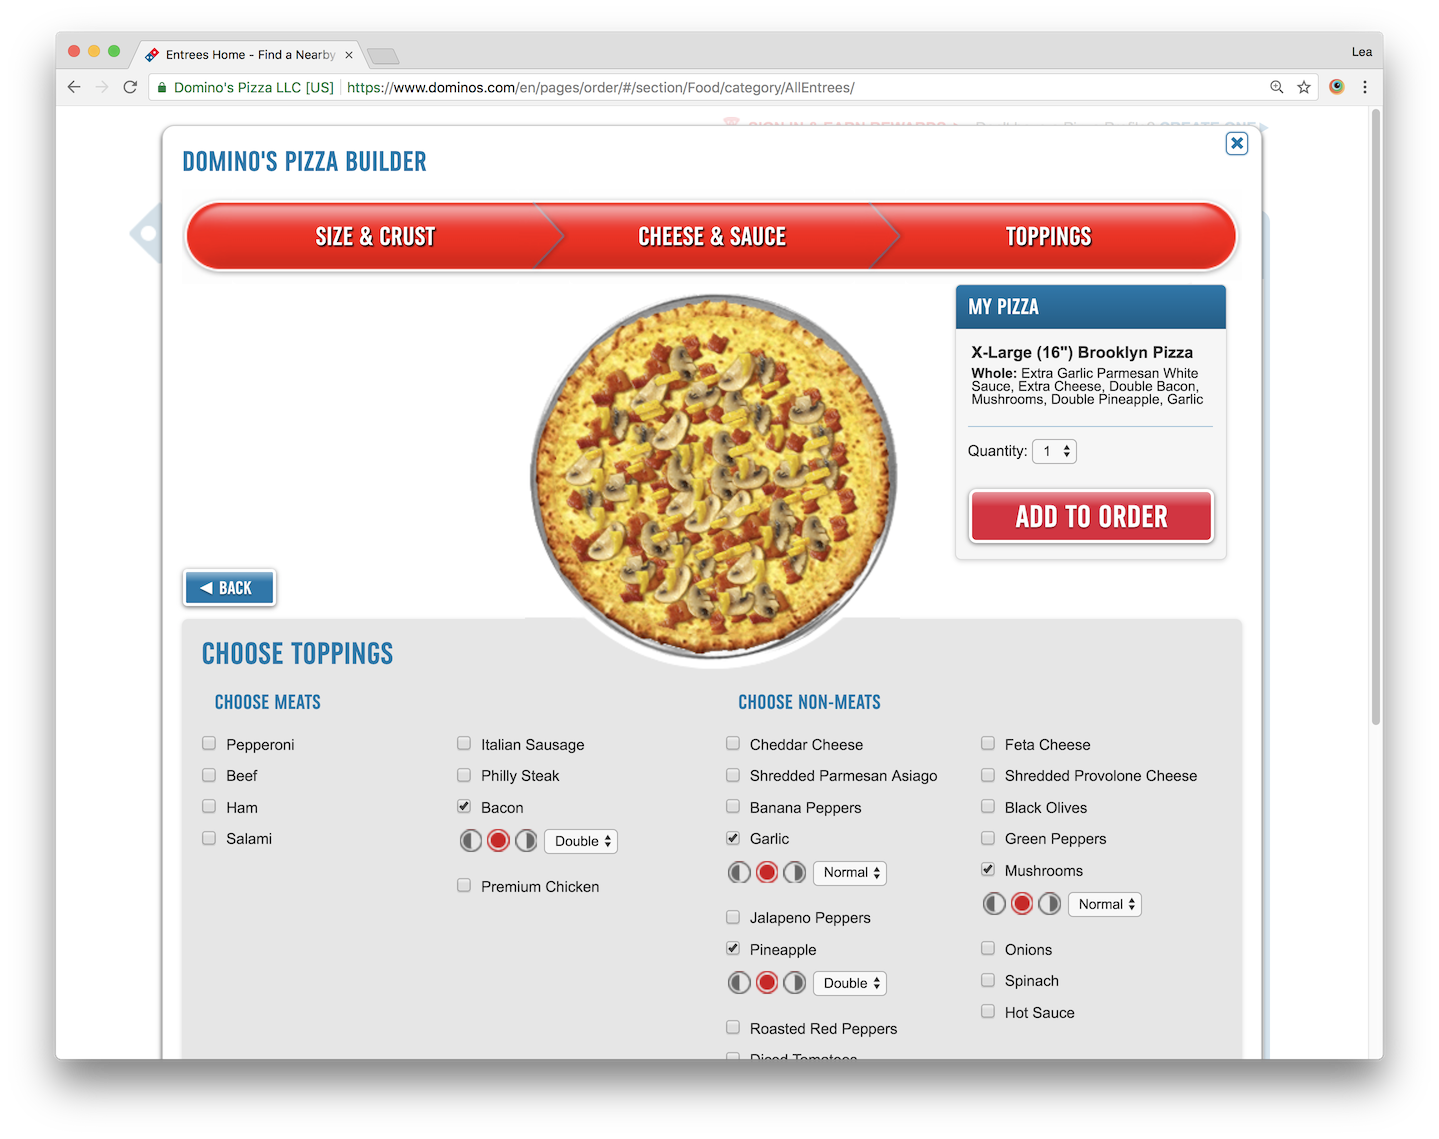 Entrees Home - Find a Nearby
Lea
Domino's Pizza LLC [US] https://www.dominos.com/en/pages/order/#/section/Food/category/AllEntrees/
DOMINO'S PIZZA BUILDER
SIZE & CRUST
CHEESE & SAUCE
TOPPINGS
MY PIZZA
X-Large (16") Brooklyn Pizza
Whole: Extra Garlic Parmesan White
Sauce, Extra Cheese, Double Bacon,
Mushrooms, Double Pineapple, Garlic
Quantity: 1
ADD TO ORDER
BACK
CHOOSE TOPPINGS
CHOOSE MEATS
Pepperoni
Beef
Ham
Salami
Italian Sausage
Philly Steak
Bacon
Double
Premium Chicken
CHOOSE NON-MEATS
Cheddar Cheese
Shredded Parmesan Asiago
Banana Peppers
Garlic
Normal
Jalapeno Peppers
Pineapple
Double
Roasted Red Peppers
Diced Tomatoes
Feta Cheese
Shredded Provolone Cheese
Black Olives
Green Peppers
Mushrooms
Normal
Onions
Spinach
Hot Sauce